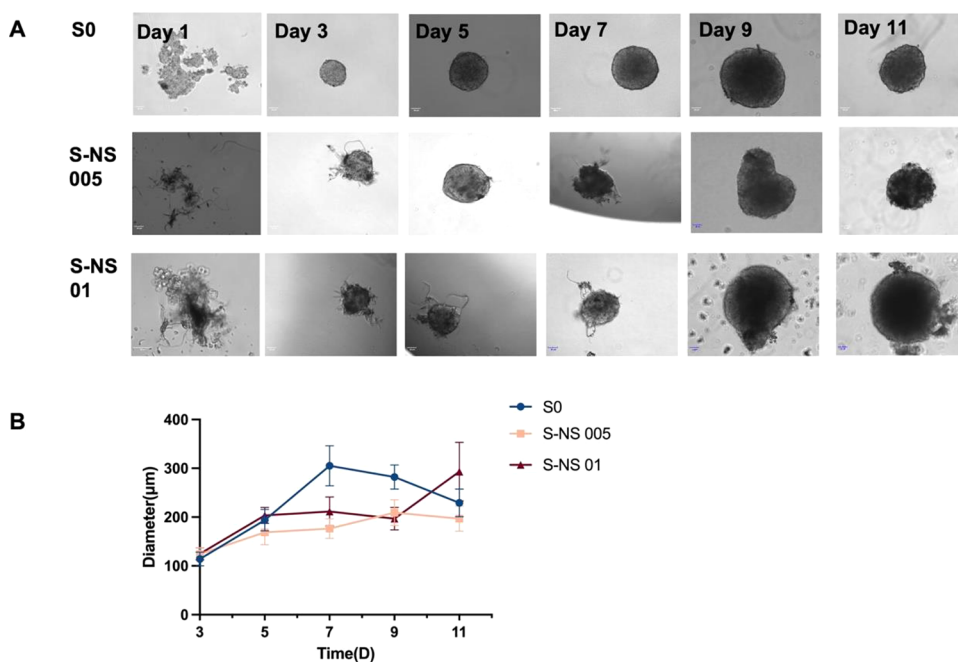 A
S0
Day 1
Day 3
Day 5
Day 7
Day 9
Day 11
S-NS
005
S-NS
01
B
400
300
200
100
0
Diameter(μm)
3
5
7
9
11
Time(D)
S0
S-NS 005
S-NS 01